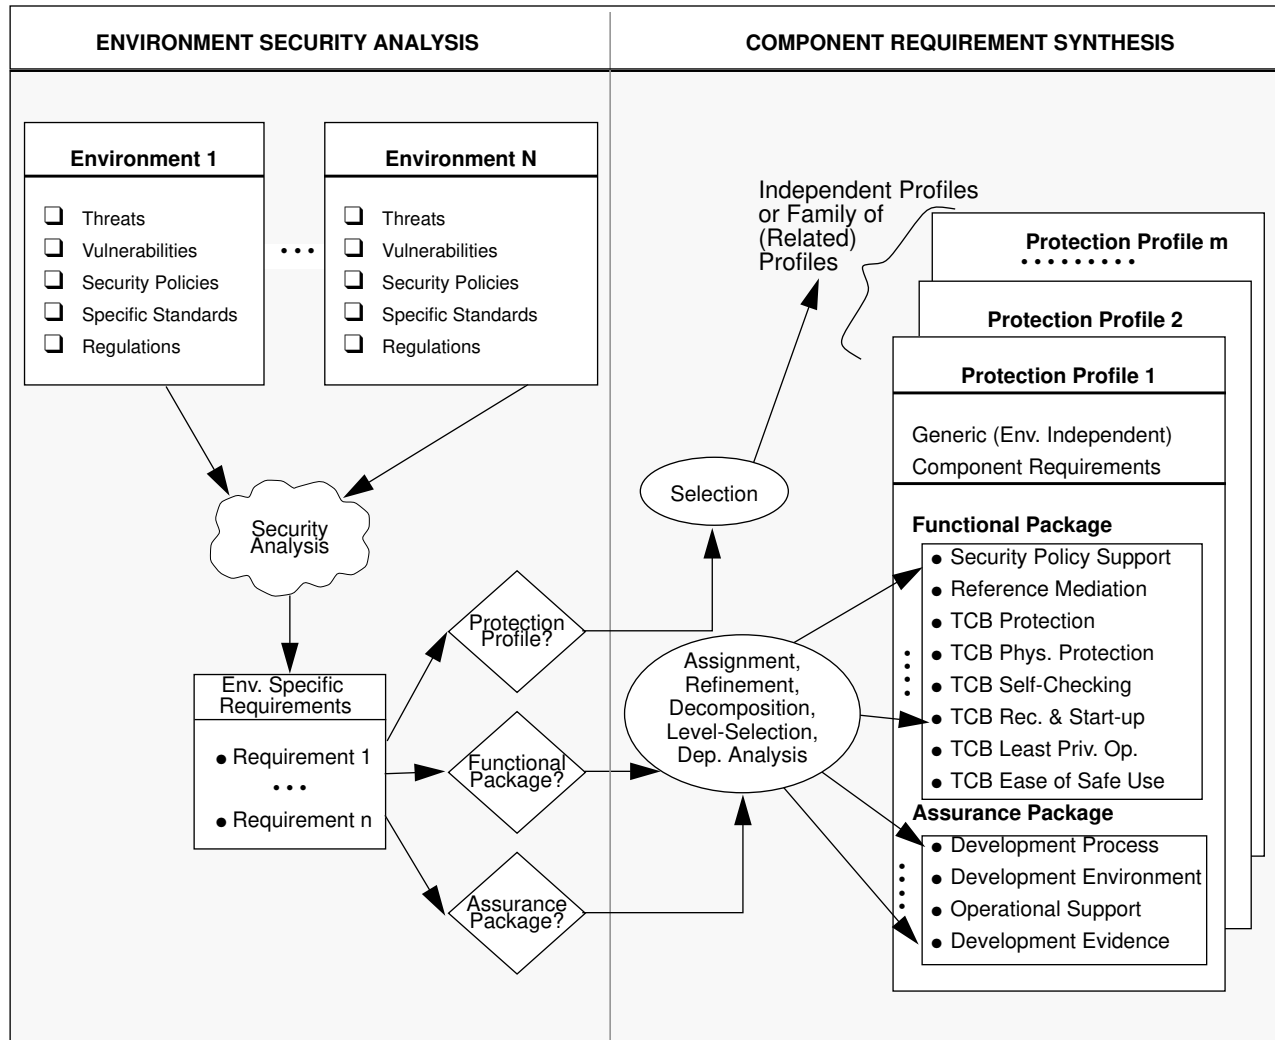 ENVIRONMENT SECURITY ANALYSIS
COMPONENT REQUIREMENT SYNTHESIS
Environment 1
❏ Threats
❏ Vulnerabilities
❏ Security Policies
❏ Specific Standards
❏ Regulations
• • •
Environment N
❏ Threats
❏ Vulnerabilities
❏ Security Policies
❏ Specific Standards
❏ Regulations
Security
Analysis
Env. Specific
Requirements
• Requirement 1
• • •
• Requirement n
Protection
Profile?
Functional
Package?
Assurance
Package?
Selection
Independent Profiles
or Family of
(Related)
Profiles
Assignment,
Refinement,
Decomposition,
Level-Selection,
Dep. Analysis
Protection Profile m
• • • • • • • • •
Protection Profile 2
Protection Profile 1
Generic (Env. Independent)
Component Requirements
Functional Package
• Security Policy Support
• Reference Mediation
• TCB Protection
• TCB Phys. Protection
• TCB Self-Checking
• TCB Rec. & Start-up
• TCB Least Priv. Op.
• TCB Ease of Safe Use
Assurance Package
• Development Process
• Development Environment
• Operational Support
• Development Evidence